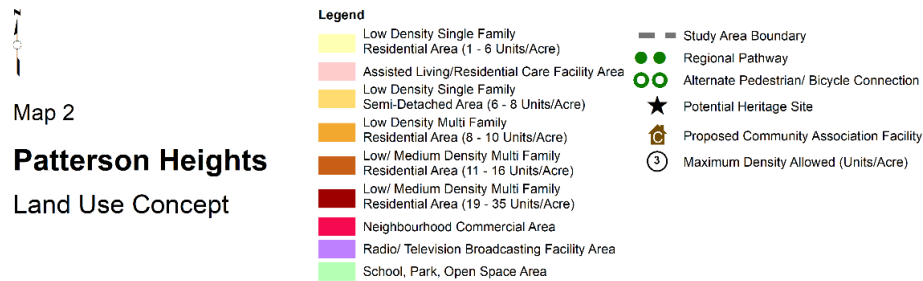 N
Map 2
Patterson Heights
Land Use Concept
Legend
Low Density Single Family
Residential Area (1 - 6 Units/Acre)
Assisted Living/Residential Care Facility Area
Low Density Single Family
Semi-Detached Area (6 - 8 Units/Acre)
Low Density Multi Family
Residential Area (8 - 10 Units/Acre)
Low/ Medium Density Multi Family
Residential Area (11 - 16 Units/Acre)
Low/ Medium Density Multi Family
Residential Area (19 - 35 Units/Acre)
Neighbourhood Commercial Area
Radio/ Television Broadcasting Facility Area
School, Park, Open Space Area
Study Area Boundary
Regional Pathway
Alternate Pedestrian/ Bicycle Connection
Potential Heritage Site
C Proposed Community Association Facility
3 Maximum Density Allowed (Units/Acre)